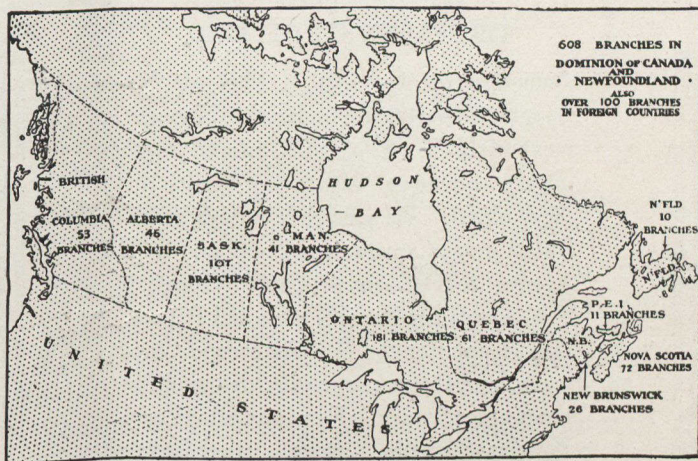 608 BRANCHES IN
DOMINION OF CANADA
AND
• NEWFOUNDLAND •
ALSO
OVER 100 BRANCHES
IN FOREIGN COUNTRIES
HUDSON
BAY
BRITISH
COLUMBIA
53
BRANCHES
ALBERTA
46
BRANCHES
SASK.
107
BRANCHES
MAN.
41 BRANCHES
ONTARIO
181 BRANCHES
QUEBEC
61 BRANCHES
N'FLD
10
BRANCHES
N'FLD.
P.E.I
11 BRANCHES
N.B.
NOVA SCOTIA
72 BRANCHES
NEW BRUNSWICK
26 BRANCHES
UNITED STATES